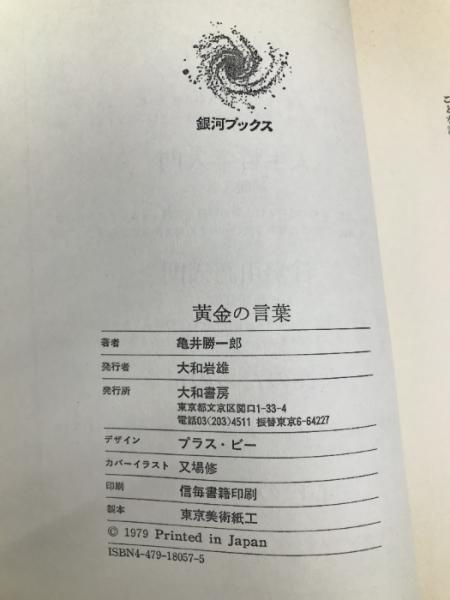 銀河ブックス
黄金の言葉
著者 亀井勝一郎
発行者 大和岩雄
発行所 大和書房
東京都文京区関口1-33-4
電話03(203)4511 振替東京6-64227
デザイン プラス・ビー
カバーイラスト 又場修
印刷 信毎書籍印刷
製本 東京美術紙工
© 1979 Printed in Japan
ISBN4-479-18057-5